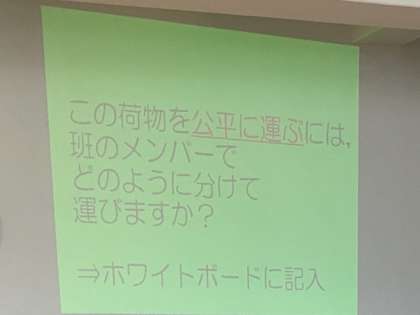 この荷物を公平に運ぶには,
班のメンバーで
どのように分けて
運びますか？
⇒ホワイトボードに記入